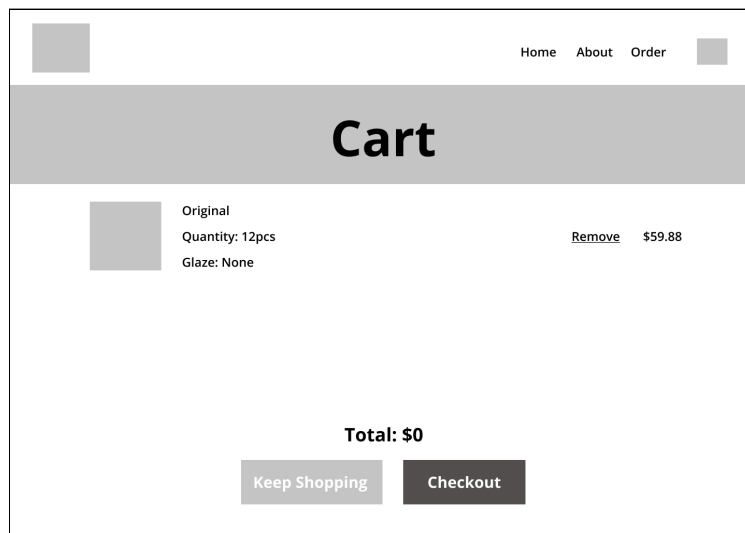 Home About Order
Cart
Original
Quantity: 12pcs
Remove $59.88
Glaze: None
Total: $0
Keep Shopping Checkout